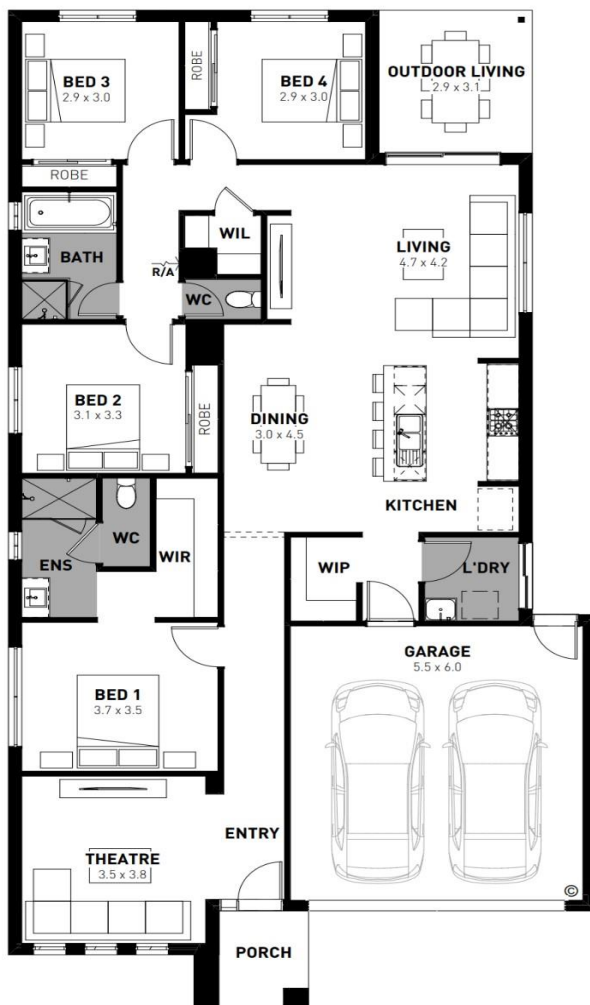 BED 3
2.9 x 3.0
ROBE
BED 4
2.9 x 3.0
OUTDOOR LIVING
2.9 x 3.1
ROBE
BATH
WIL
R/A
WC
LIVING
4.7 x 4.2
BED 2
3.1 x 3.3
ROBE
DINING
3.0 x 4.5
KITCHEN
ENS
WC
WIR
WIP
L'DRY
BED 1
3.7 x 3.5
GARAGE
5.5 x 6.0
THEATRE
3.5 x 3.8
ENTRY
©
PORCH